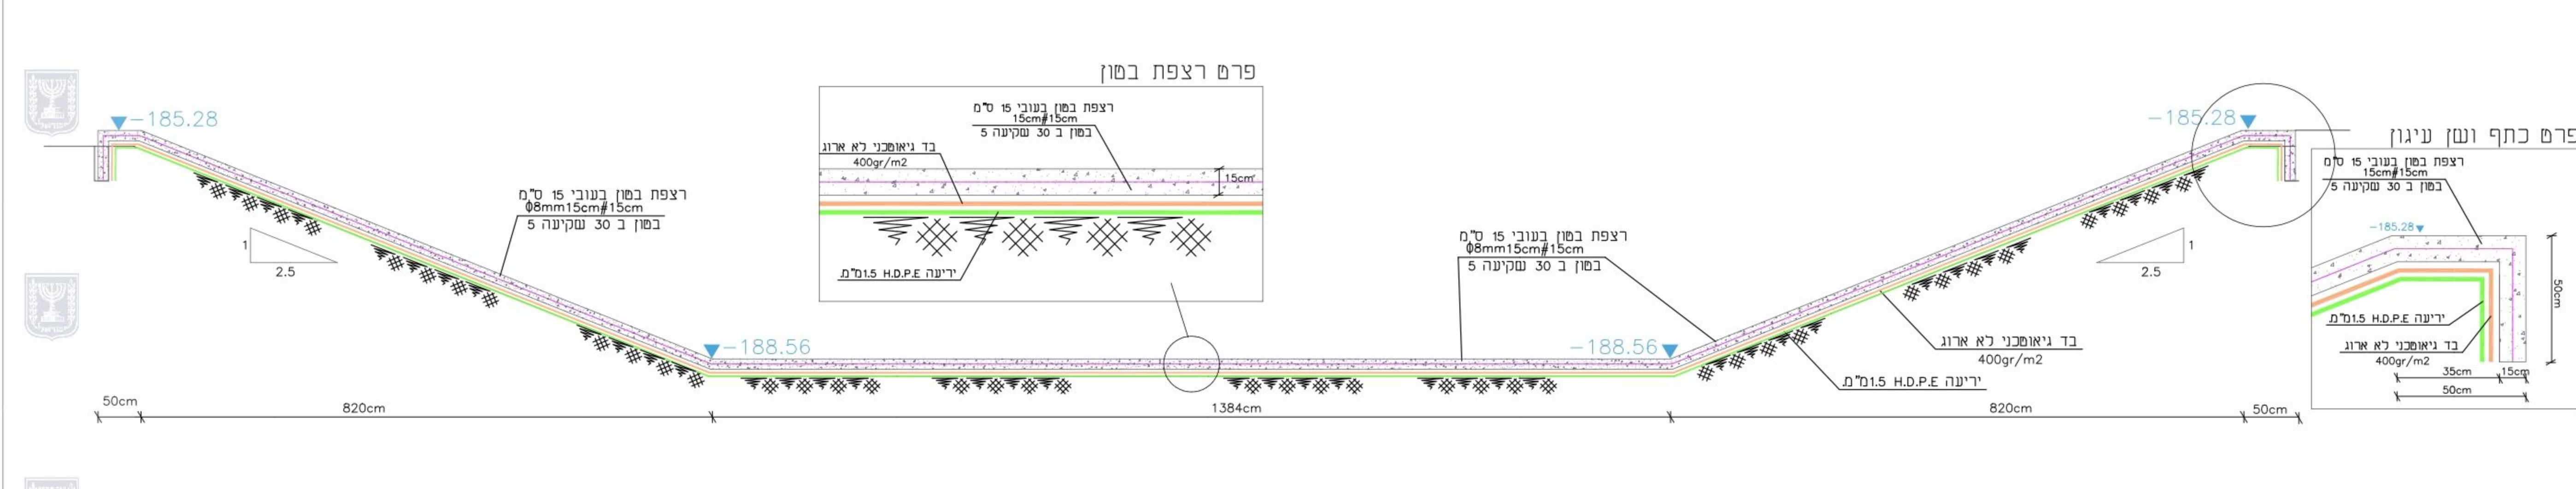 פרט רצפת בטון
רצפת בטון בעובי 15 ס"מ
15cm#15cm
בטון ב 30 שקיעה 5
בד גיאוטכני לא ארוג
400gr/m2
15cm
יריעה H.D.P.E 1.5מ"מ.
-185.28
רצפת בטון בעובי 15 ס"מ
ϕ8mm15cm#15cm
בטון ב 30 שקיעה 5
1
2.5
-188.56
-188.56
רצפת בטון בעובי 15 ס"מ
ϕ8mm15cm#15cm
בטון ב 30 שקיעה 5
-185.28
1
2.5
בד גיאוטכני לא ארוג
400gr/m2
יריעה H.D.P.E 1.5מ"מ.
50cm
820cm
1384cm
820cm
50cm
פרט כתף ושן עיגון
רצפת בטון בעובי 15 ס"מ
15cm#15cm
בטון ב 30 שקיעה 5
-185.28
50cm
יריעה H.D.P.E 1.5מ"מ.
בד גיאוטכני לא ארוג
400gr/m2
35cm
15cm
50cm